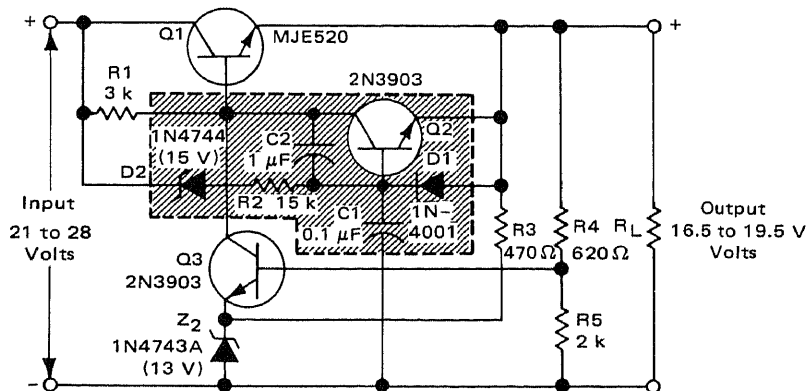 +
Q1
MJE520
+
R1
3 k
2N3903
1N4744
(15 V)
C2
1 µF
Q2
D2
D1
R2 15 k
Input
21 to 28
Volts
C1
0.1 µF
1N-
4001
R3
470 Ω
R4
620 Ω
R_L
Output
16.5 to 19.5 V
Volts
Q3
2N3903
Z2
1N4743A
(13 V)
R5
2 k
-